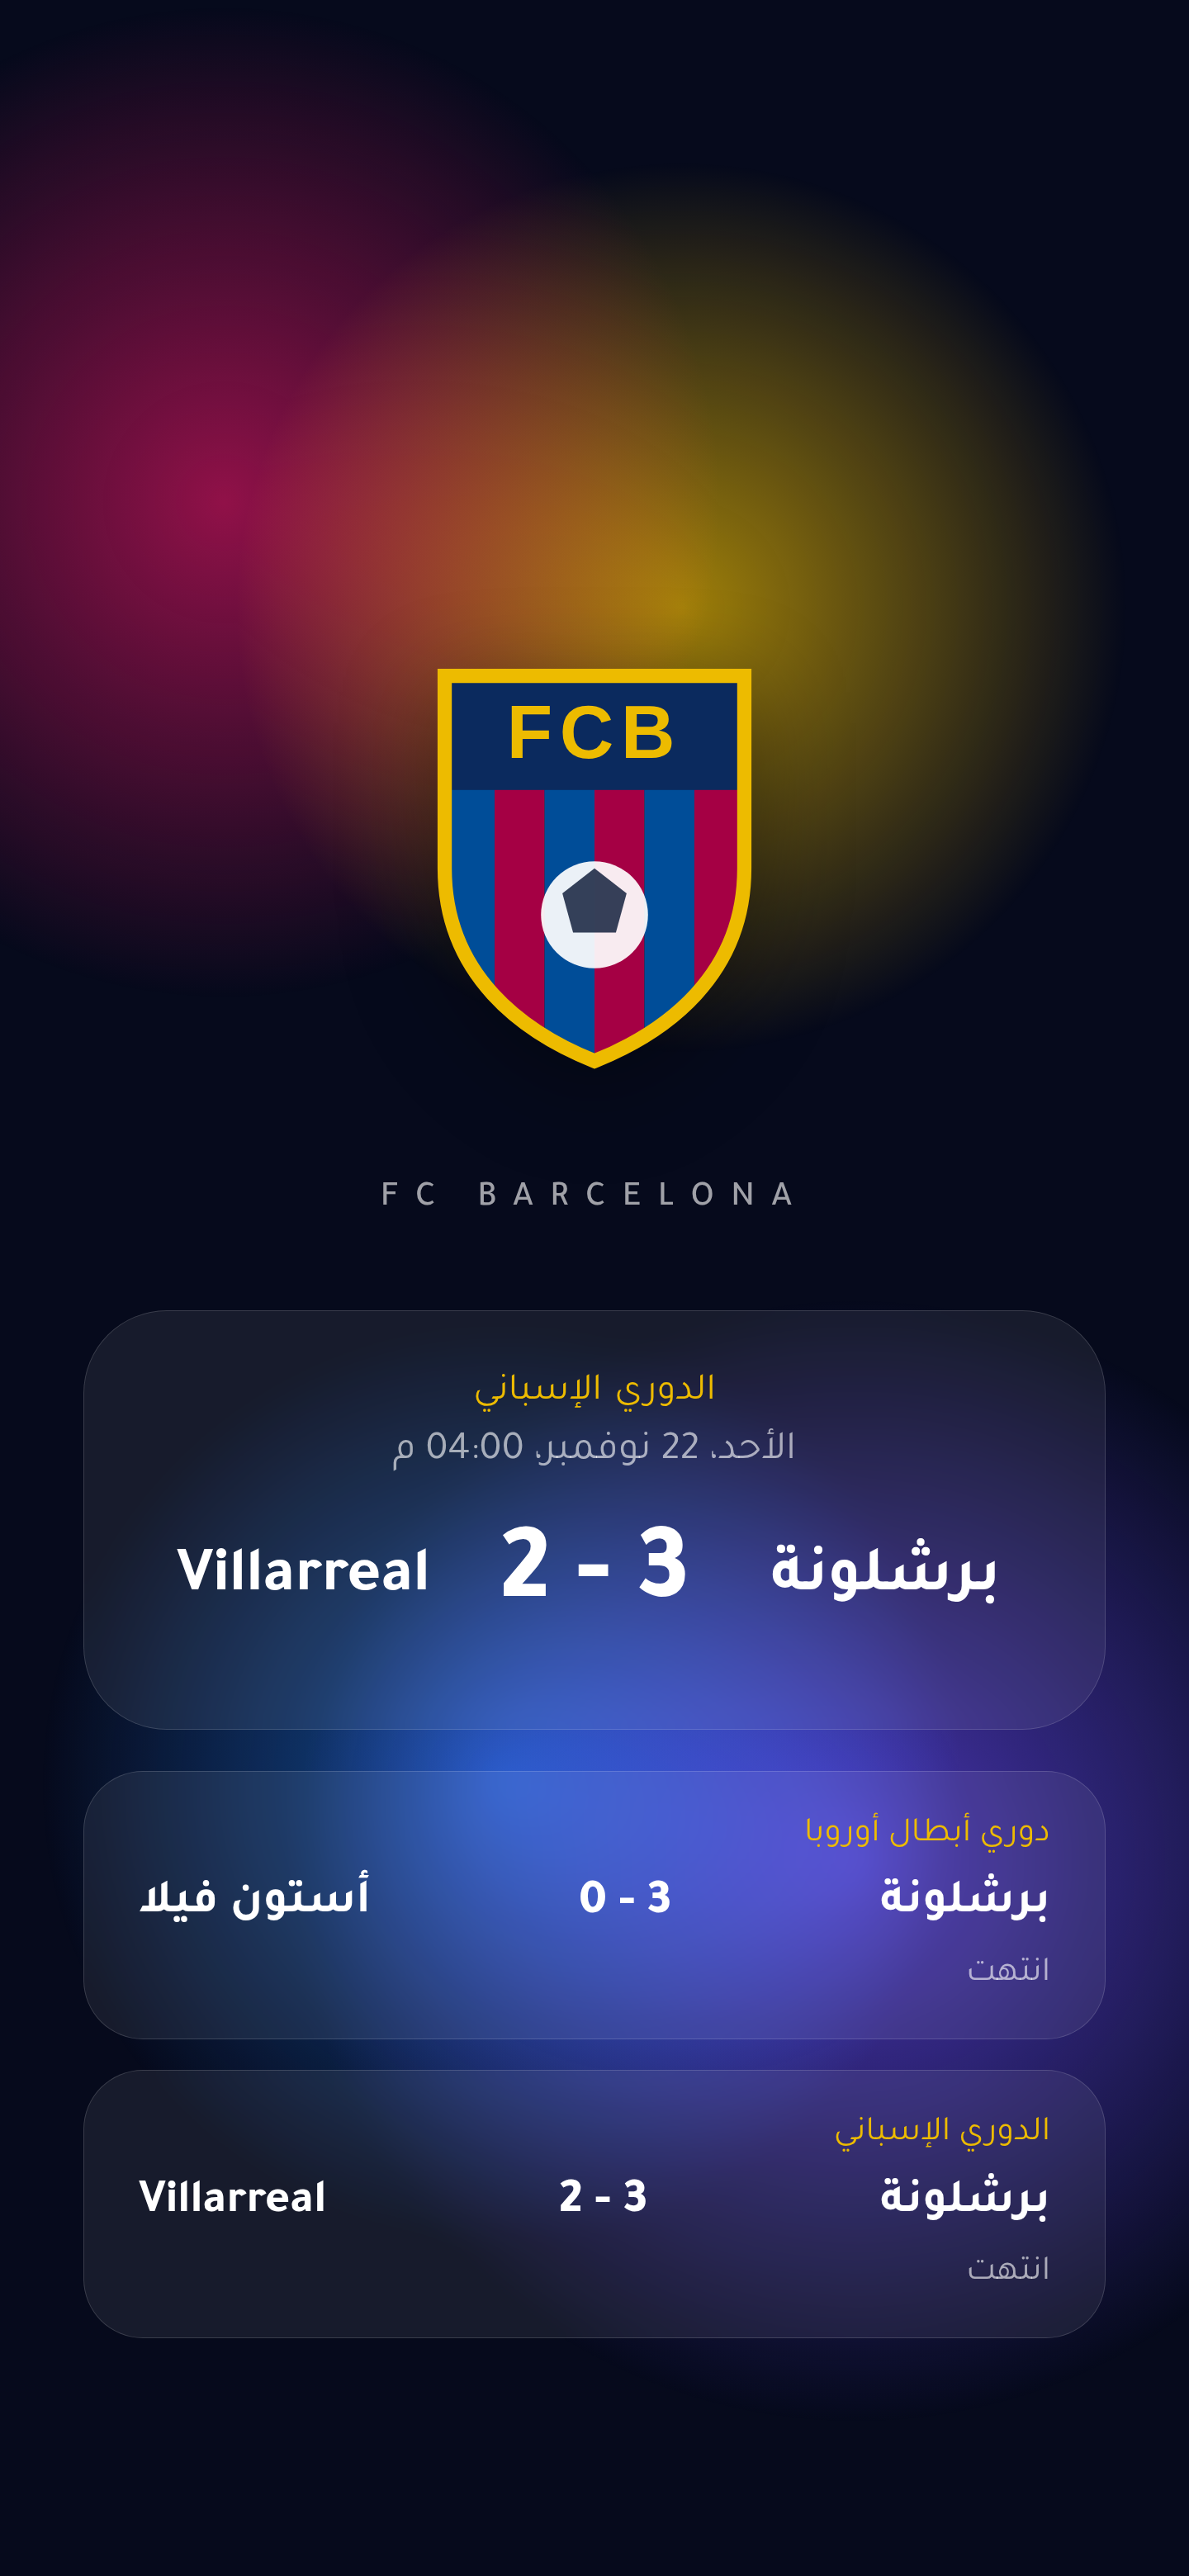 FCB
FC BARCELONA
الدوري الإسباني
الأحد، 22 نوفمبر، 04:00 م
برشلونة 3 - 2 Villarreal
دوري أبطال أوروبا
برشلونة 3 - 0 أستون فيلا
انتهت
الدوري الإسباني
برشلونة 3 - 2 Villarreal
انتهت